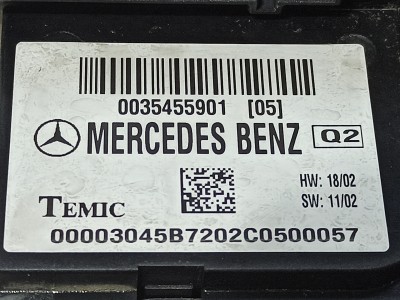 0035455901 [05]
MERCEDES BENZ Q2
HW: 18/02
SW: 11/02
TEMIC
00003045B7202C0500057